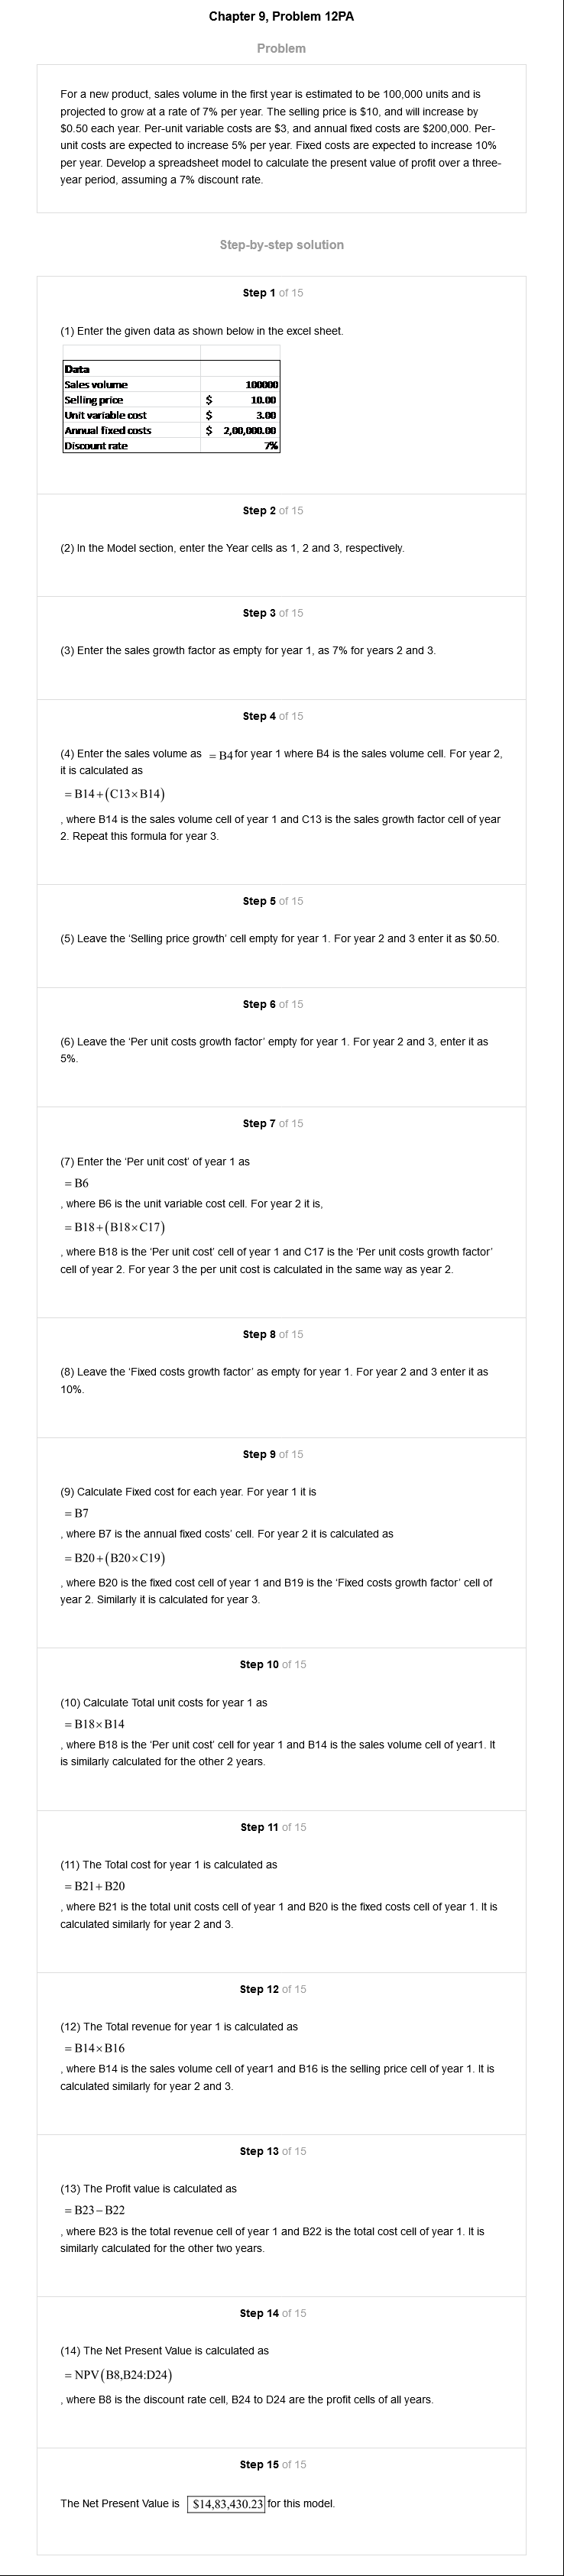 Chapter 9, Problem 12PA
Problem
For a new product, sales volume in the first year is estimated to be 100,000 units and is
projected to grow at a rate of 7% per year. The selling price is $10, and will increase by
$0.50 each year. Per-unit variable costs are $3, and annual fixed costs are $200,000. Per-
unit costs are expected to increase 5% per year. Fixed costs are expected to increase 10%
per year. Develop a spreadsheet model to calculate the present value of profit over a three-
year period, assuming a 7% discount rate.
Step-by-step solution
Step 1 of 15
(1) Enter the given data as shown below in the excel sheet.
Data
Sales volume 100000
Selling price $ 10.00
Unit variable cost $ 3.00
Annual fixed costs $ 2,00,000.00
Discount rate 7%
Step 2 of 15
(2) In the Model section, enter the Year cells as 1, 2 and 3, respectively.
Step 3 of 15
(3) Enter the sales growth factor as empty for year 1, as 7% for years 2 and 3.
Step 4 of 15
(4) Enter the sales volume as = B4 for year 1 where B4 is the sales volume cell. For year 2,
it is calculated as
= B14+(C13×B14)
, where B14 is the sales volume cell of year 1 and C13 is the sales growth factor cell of year
2. Repeat this formula for year 3.
Step 5 of 15
(5) Leave the ‘Selling price growth’ cell empty for year 1. For year 2 and 3 enter it as $0.50.
Step 6 of 15
(6) Leave the ‘Per unit costs growth factor’ empty for year 1. For year 2 and 3, enter it as
5%.
Step 7 of 15
(7) Enter the ‘Per unit cost’ of year 1 as
= B6
, where B6 is the unit variable cost cell. For year 2 it is,
= B18+(B18×C17)
, where B18 is the ‘Per unit cost’ cell of year 1 and C17 is the ‘Per unit costs growth factor’
cell of year 2. For year 3 the per unit cost is calculated in the same way as year 2.
Step 8 of 15
(8) Leave the ‘Fixed costs growth factor’ as empty for year 1. For year 2 and 3 enter it as
10%.
Step 9 of 15
(9) Calculate Fixed cost for each year. For year 1 it is
= B7
, where B7 is the annual fixed costs’ cell. For year 2 it is calculated as
= B20+(B20×C19)
, where B20 is the fixed cost cell of year 1 and B19 is the ‘Fixed costs growth factor’ cell of
year 2. Similarly it is calculated for year 3.
Step 10 of 15
(10) Calculate Total unit costs for year 1 as
= B18×B14
, where B18 is the ‘Per unit cost’ cell for year 1 and B14 is the sales volume cell of year1. It
is similarly calculated for the other 2 years.
Step 11 of 15
(11) The Total cost for year 1 is calculated as
= B21+B20
, where B21 is the total unit costs cell of year 1 and B20 is the fixed costs cell of year 1. It is
calculated similarly for year 2 and 3.
Step 12 of 15
(12) The Total revenue for year 1 is calculated as
= B14×B16
, where B14 is the sales volume cell of year1 and B16 is the selling price cell of year 1. It is
calculated similarly for year 2 and 3.
Step 13 of 15
(13) The Profit value is calculated as
= B23−B22
, where B23 is the total revenue cell of year 1 and B22 is the total cost cell of year 1. It is
similarly calculated for the other two years.
Step 14 of 15
(14) The Net Present Value is calculated as
= NPV(B8,B24:D24)
, where B8 is the discount rate cell, B24 to D24 are the profit cells of all years.
Step 15 of 15
The Net Present Value is $14,83,430.23 for this model.